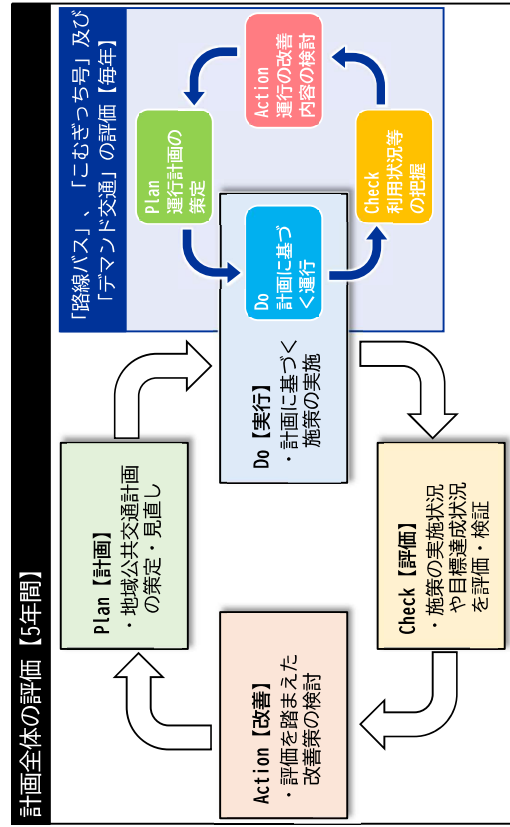 計画全体の評価【5年間】
Plan【計画】
・地域公共交通計画
の策定・見直し
Do【実行】
・計画に基づく
施策の実施
Check【評価】
・施策の実施状況
や目標達成状況
を評価・検証
Action【改善】
・評価を踏まえた
改善策の検討
「路線バス」、「こむぎっち号」及び
「デマンド交通」の評価【毎年】
Plan
運行計画の
策定
Do
計画に基づ
く運行
Check
利用状況等
の把握
Action
運行の改善
内容の検討